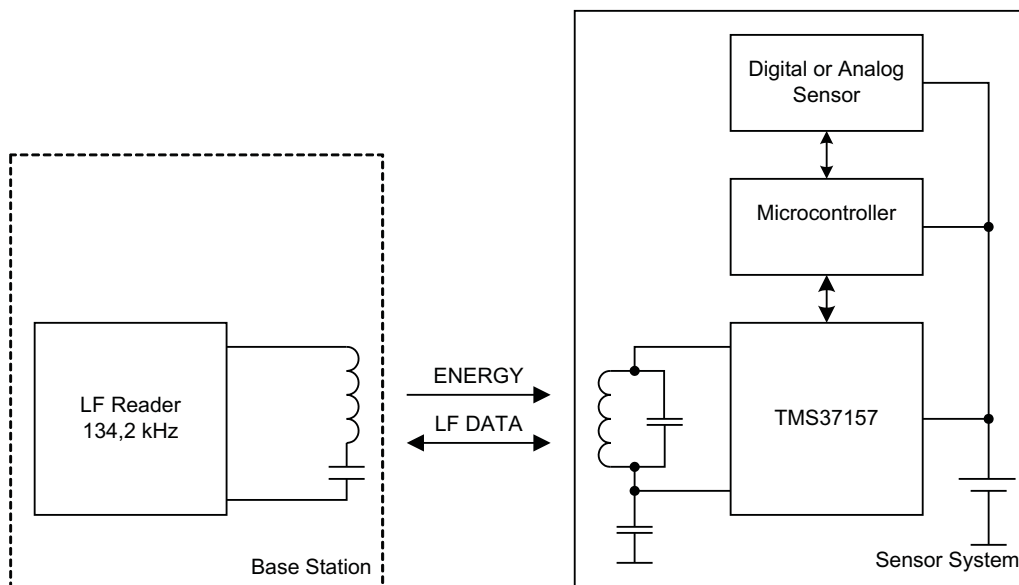 Digital or Analog
Sensor
Microcontroller
LF Reader
134,2 kHz
ENERGY
LF DATA
TMS37157
Base Station
Sensor System